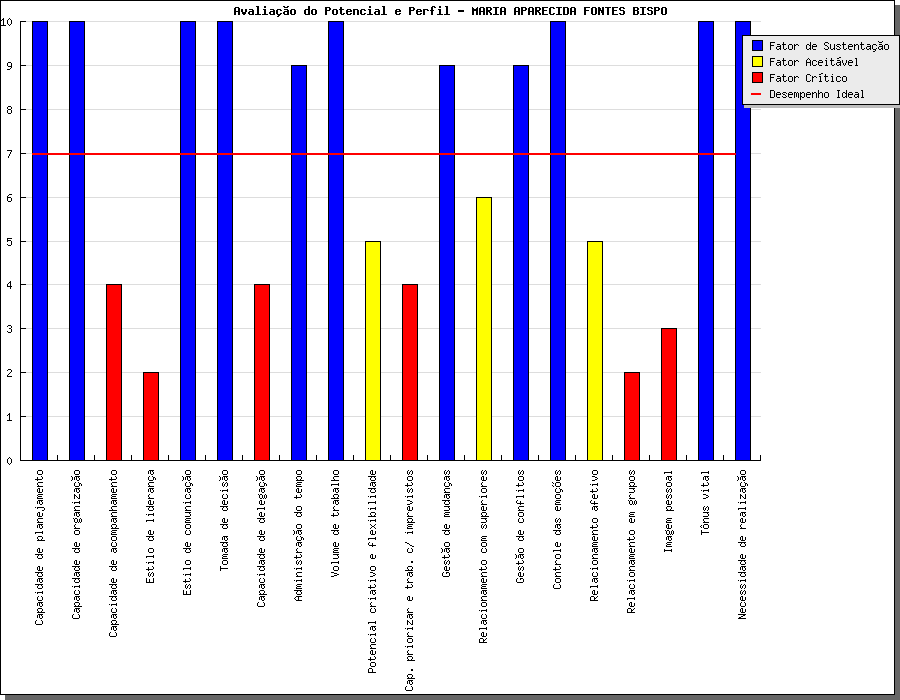 Avaliação do Potencial e Perfil - MARIA APARECIDA FONTES BISPO
Fator de Sustentação
Fator Aceitável
Fator Crítico
Desempenho Ideal
10
9
8
7
6
5
4
3
2
1
0
Capacidade de planejamento
Capacidade de organização
Capacidade de acompanhamento
Estilo de liderança
Estilo de comunicação
Tomada de decisão
Capacidade de delegação
Administração do tempo
Volume de trabalho
Potencial criativo e flexibilidade
Cap. priorizar e trab. c/ imprevistos
Gestão de mudanças
Relacionamento com superiores
Gestão de conflitos
Controle das emoções
Relacionamento afetivo
Relacionamento em grupos
Imagem pessoal
Tônus vital
Necessidade de realização